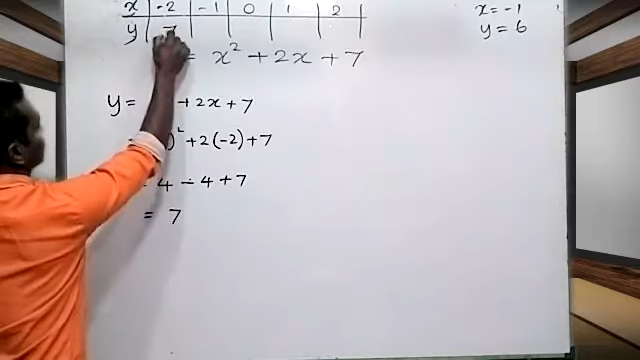 x | -2 | -1 | 0 | 1 | 2 |
y | 7 | | | | |
x = -1
y = 6
= x² + 2x + 7
y = + 2x + 7
)² + 2(-2) + 7
4 - 4 + 7
= 7